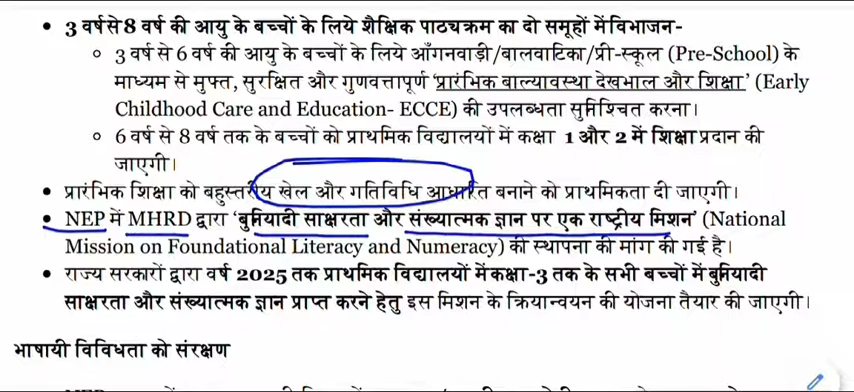 • 3 वर्ष से 8 वर्ष की आयु के बच्चों के लिये शैक्षिक पाठ्यक्रम का दो समूहों में विभाजन-
○ 3 वर्ष से 6 वर्ष की आयु के बच्चों के लिये आँगनवाड़ी/बालवाटिका/प्री-स्कूल (Pre-School) के
माध्यम से मुफ्त, सुरक्षित और गुणवत्तापूर्ण 'प्रारंभिक बाल्यावस्था देखभाल और शिक्षा' (Early
Childhood Care and Education- ECCE) की उपलब्धता सुनिश्चित करना।
○ 6 वर्ष से 8 वर्ष तक के बच्चों को प्राथमिक विद्यालयों में कक्षा 1 और 2 में शिक्षा प्रदान की
जाएगी।
• प्रारंभिक शिक्षा को बहुस्तरीय खेल और गतिविधि आधारित बनाने को प्राथमिकता दी जाएगी।
• NEP में MHRD द्वारा 'बुनियादी साक्षरता और संख्यात्मक ज्ञान पर एक राष्ट्रीय मिशन' (National
Mission on Foundational Literacy and Numeracy) की स्थापना की मांग की गई है।
• राज्य सरकारों द्वारा वर्ष 2025 तक प्राथमिक विद्यालयों में कक्षा-3 तक के सभी बच्चों में बुनियादी
साक्षरता और संख्यात्मक ज्ञान प्राप्त करने हेतु इस मिशन के क्रियान्वयन की योजना तैयार की जाएगी।
भाषायी विविधता को संरक्षण